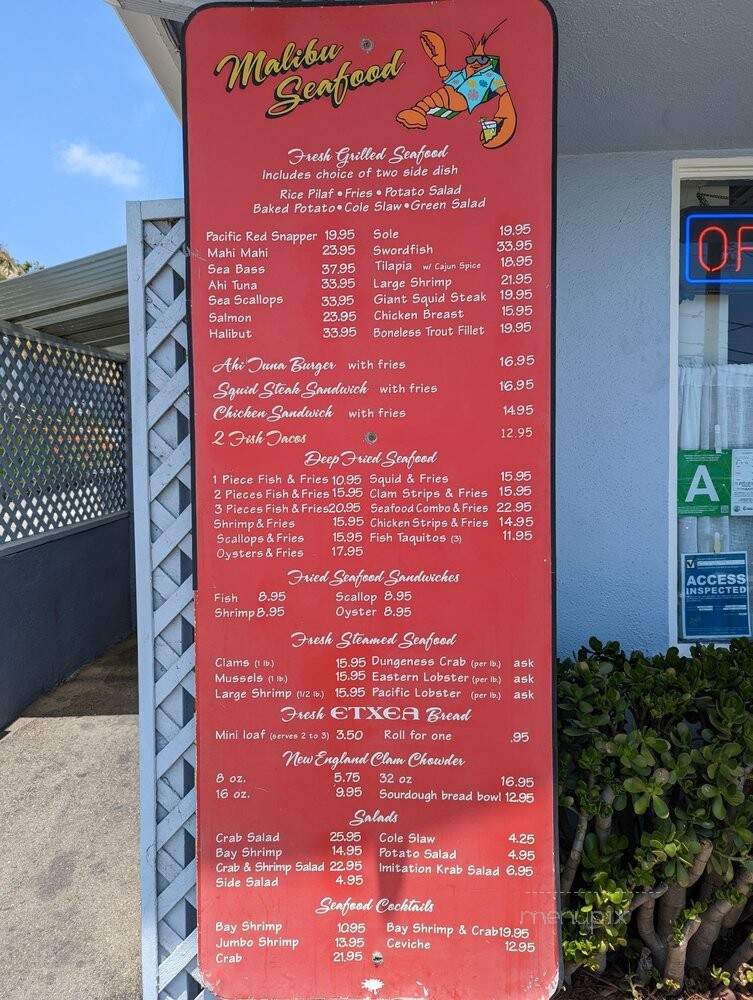 Malibu
Seafood
Fresh Grilled Seafood
Includes choice of two side dish
Rice Pilaf • Fries • Potato Salad
Baked Potato • Cole Slaw • Green Salad
Pacific Red Snapper 19.95 Sole 19.95
Mahi Mahi 23.95 Swordfish 33.95
Sea Bass 37.95 Tilapia w/ Cajun Spice 18.95
Ahi Tuna 33.95 Large Shrimp 21.95
Sea Scallops 33.95 Giant Squid Steak 19.95
Salmon 23.95 Chicken Breast 15.95
Halibut 33.95 Boneless Trout Fillet 19.95
Ahi Tuna Burger with fries 16.95
Squid Steak Sandwich with fries 16.95
Chicken Sandwich with fries 14.95
2 Fish Tacos 12.95
Deep Fried Seafood
1 Piece Fish & Fries 10.95 Squid & Fries 15.95
2 Pieces Fish & Fries 15.95 Clam Strips & Fries 15.95
3 Pieces Fish & Fries 20.95 Seafood Combo & Fries 22.95
Shrimp & Fries 15.95 Chicken Strips & Fries 14.95
Scallops & Fries 15.95 Fish Taquitos (3) 11.95
Oysters & Fries 17.95
Fried Seafood Sandwiches
Fish 8.95 Scallop 8.95
Shrimp 8.95 Oyster 8.95
Fresh Steamed Seafood
Clams (1 lb.) 15.95 Dungeness Crab (per lb.) ask
Mussels (1 lb.) 15.95 Eastern Lobster (per lb.) ask
Large Shrimp (1/2 lb.) 15.95 Pacific Lobster (per lb.) ask
Fresh ETXEA Bread
Mini loaf (serves 2 to 3) 3.50 Roll for one .95
New England Clam Chowder
8 oz. 5.75 32 oz 16.95
16 oz. 9.95 Sourdough bread bowl 12.95
Salads
Crab Salad 25.95 Cole Slaw 4.25
Bay Shrimp 14.95 Potato Salad 4.95
Crab & Shrimp Salad 22.95 Imitation Krab Salad 6.95
Side Salad 4.95
Seafood Cocktails
Bay Shrimp 10.95 Bay Shrimp & Crab 19.95
Jumbo Shrimp 13.95 Ceviche 12.95
Crab 21.95
A
ACCESS
INSPECTED
menupix